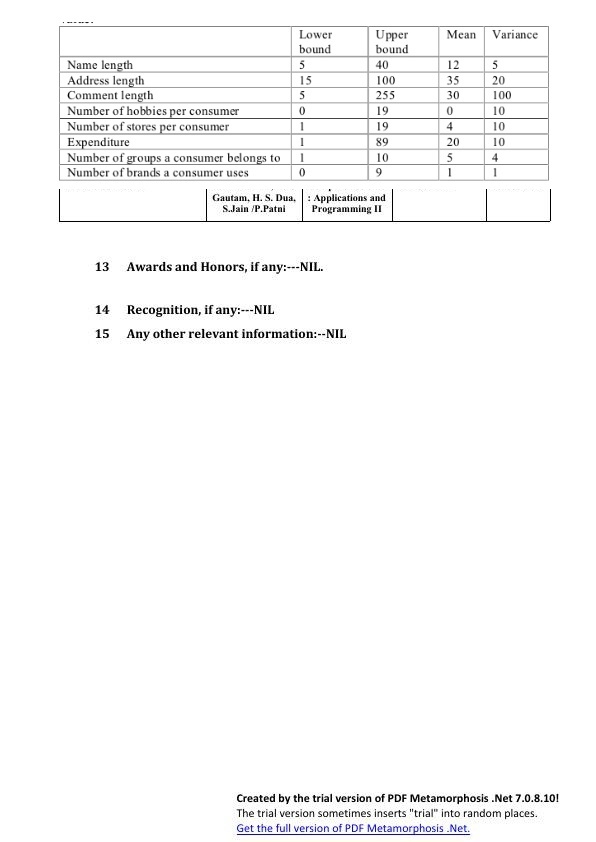 Lower bound Upper bound Mean Variance
Name length 5 40 12 5
Address length 15 100 35 20
Comment length 5 255 30 100
Number of hobbies per consumer 0 19 0 10
Number of stores per consumer 1 19 4 10
Expenditure 1 89 20 10
Number of groups a consumer belongs to 1 10 5 4
Number of brands a consumer uses 0 9 1 1
Gautam, H. S. Dua, : Applications and
S.Jain /P.Patni Programming II
13 Awards and Honors, if any:---NIL.
14 Recognition, if any:---NIL
15 Any other relevant information:--NIL
Created by the trial version of PDF Metamorphosis .Net 7.0.8.10!
The trial version sometimes inserts "trial" into random places.
Get the full version of PDF Metamorphosis .Net.